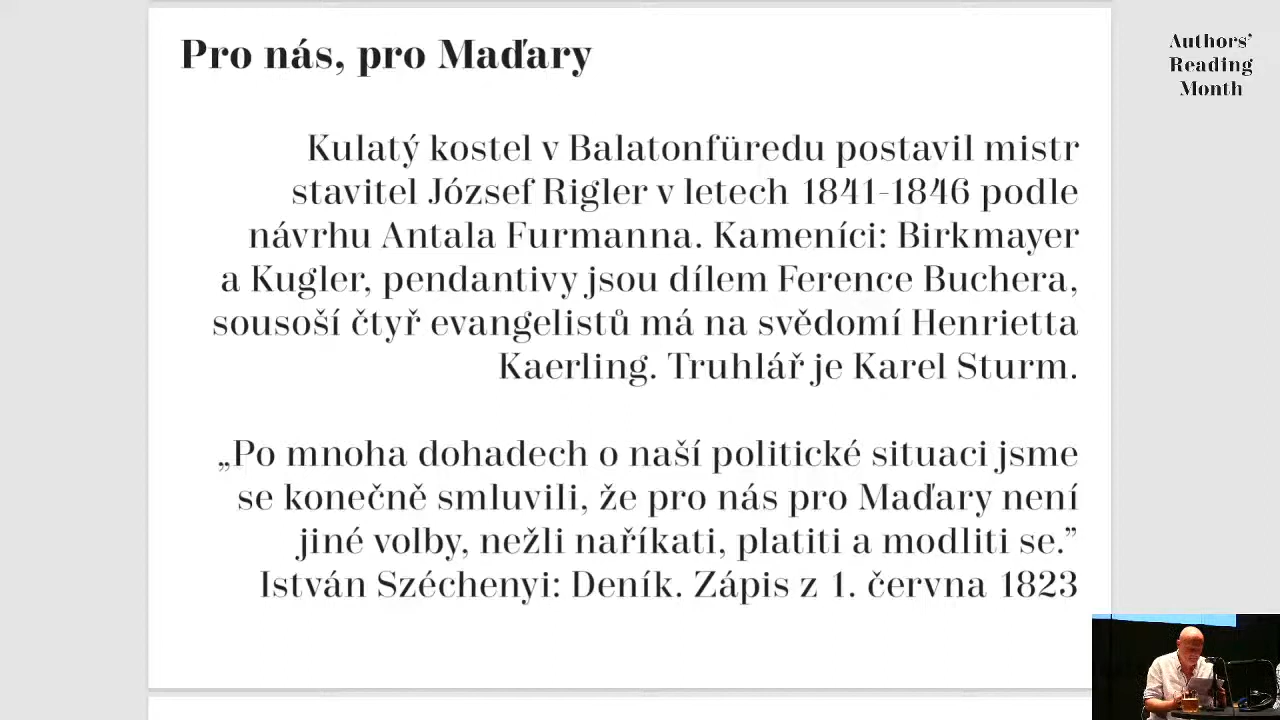 Pro nás, pro Maďary
Authors’
Reading
Month
Kulatý kostel v Balatonfüredu postavil mistr
stavitel József Rigler v letech 1841-1846 podle
návrhu Antala Furmanna. Kameníci: Birkmayer
a Kugler, pendantivy jsou dílem Ference Buchera,
sousoší čtyř evangelistů má na svědomí Henrietta
Kaerling. Truhlář je Karel Sturm.
„Po mnoha dohadech o naší politické situaci jsme
se konečně smluvili, že pro nás pro Maďary není
jiné volby, nežli naříkati, platiti a modliti se.”
István Széchenyi: Deník. Zápis z 1. června 1823